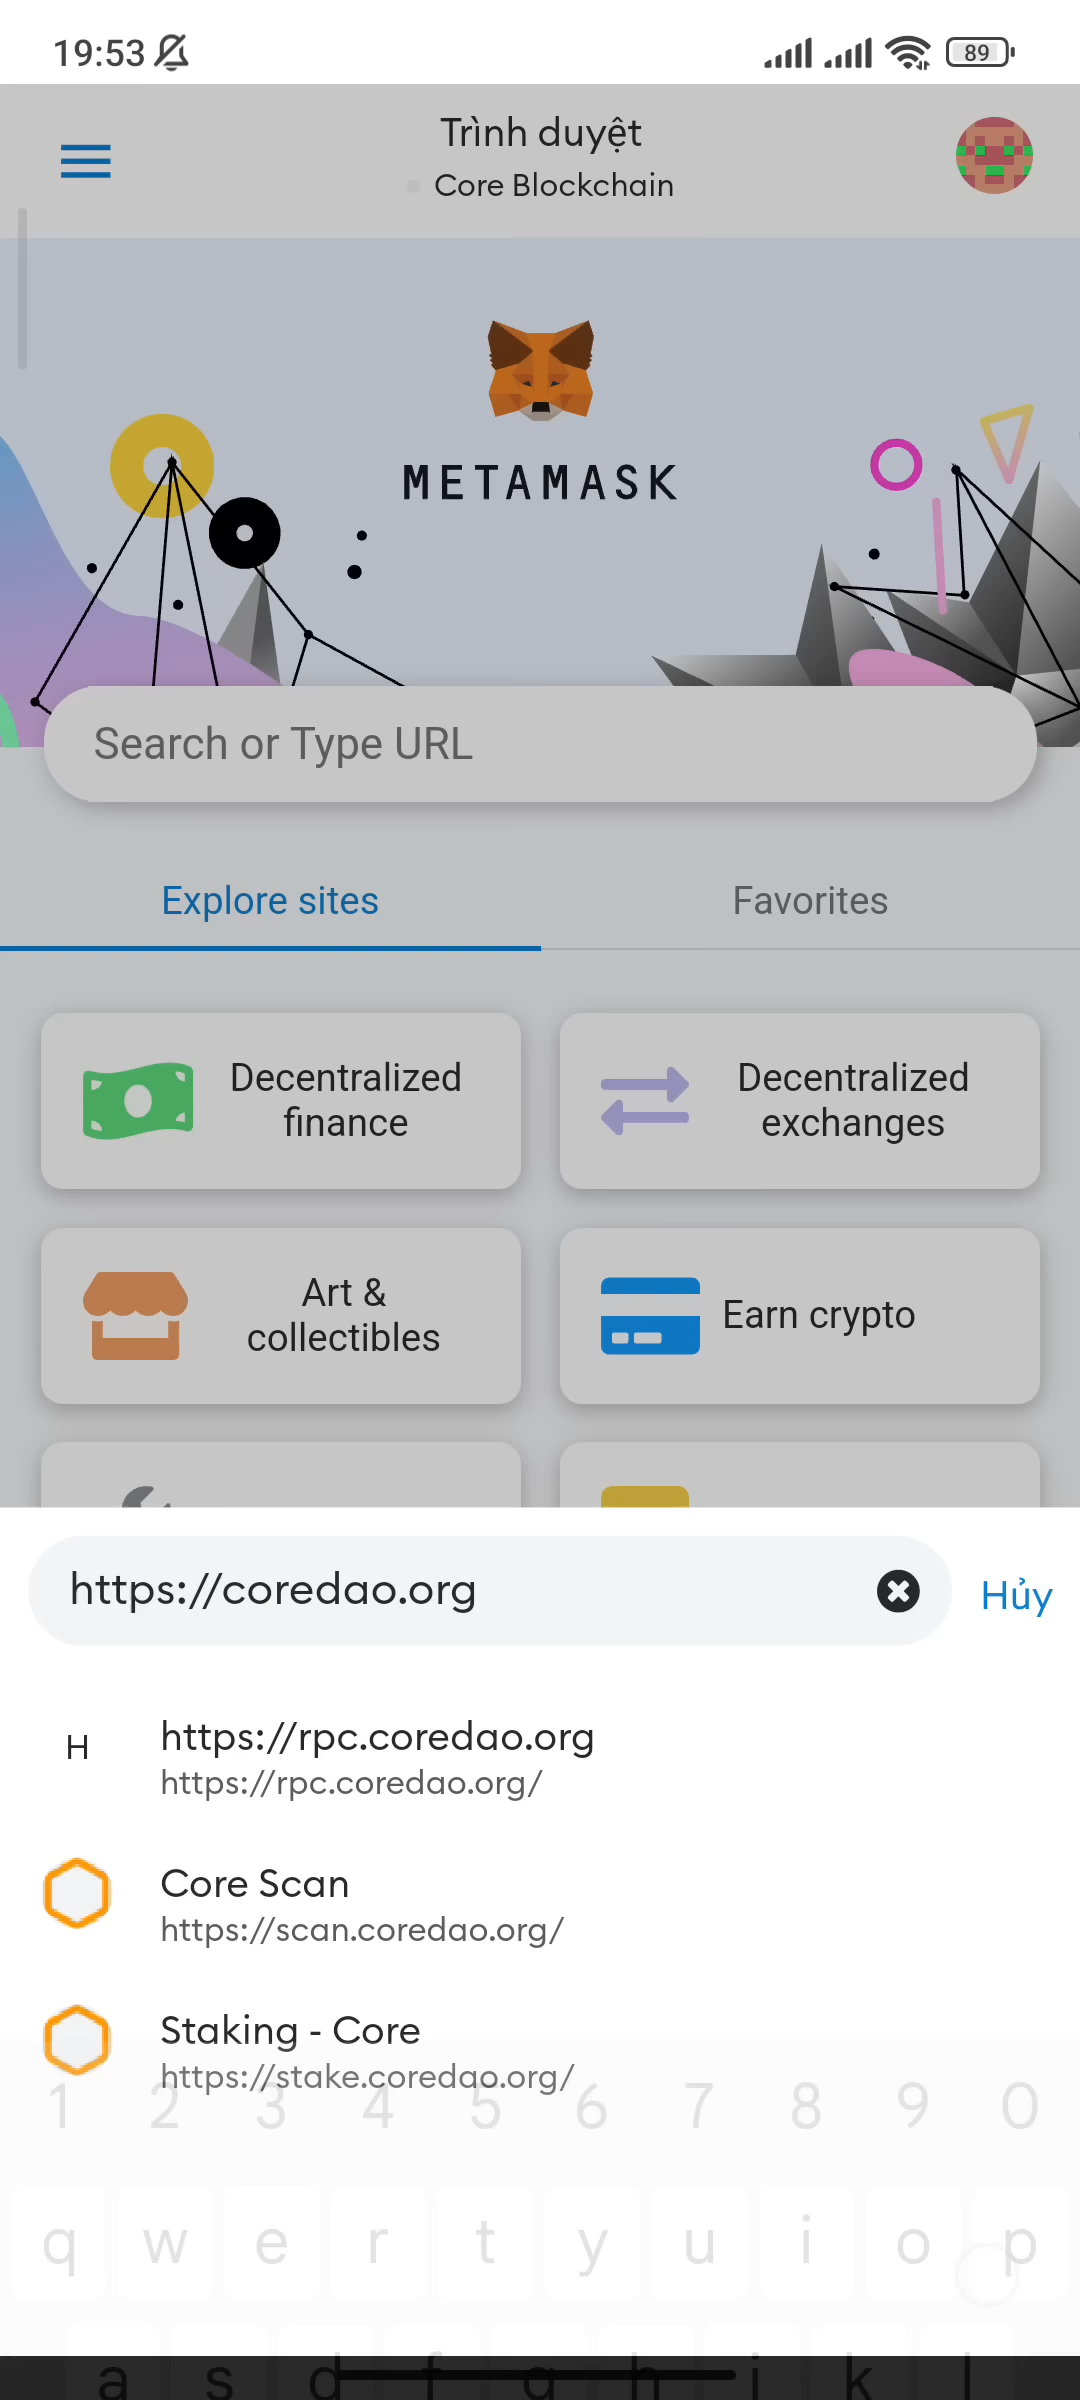 19:53
89
Trình duyệt
Core Blockchain
METAMASK
Search or Type URL
Explore sites
Favorites
Decentralized finance
Decentralized exchanges
Art & collectibles
Earn crypto
https://coredao.org
Hủy
H
https://rpc.coredao.org
https://rpc.coredao.org/
Core Scan
https://scan.coredao.org/
Staking - Core
https://stake.coredao.org/
1 2 3 4 5 6 7 8 9 0
q w e r t y u i o p
a s d f g h j k l